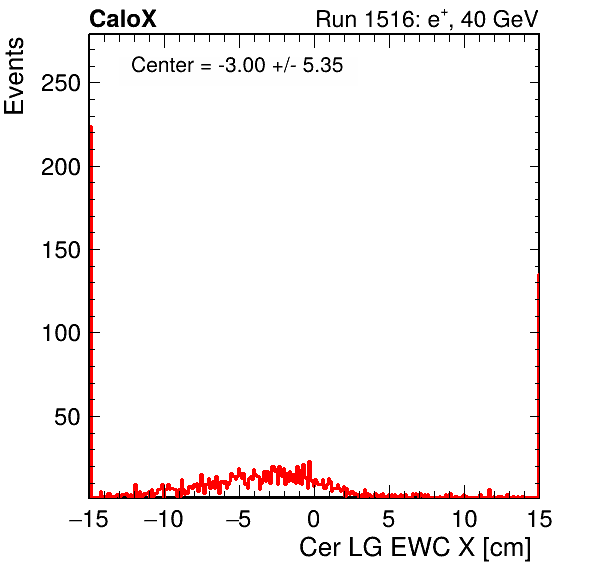 CaloX
Run 1516: e⁺, 40 GeV
Center = -3.00 +/- 5.35
Events
250
200
150
100
50
−15 −10 −5 0 5 10 15
Cer LG EWC X [cm]